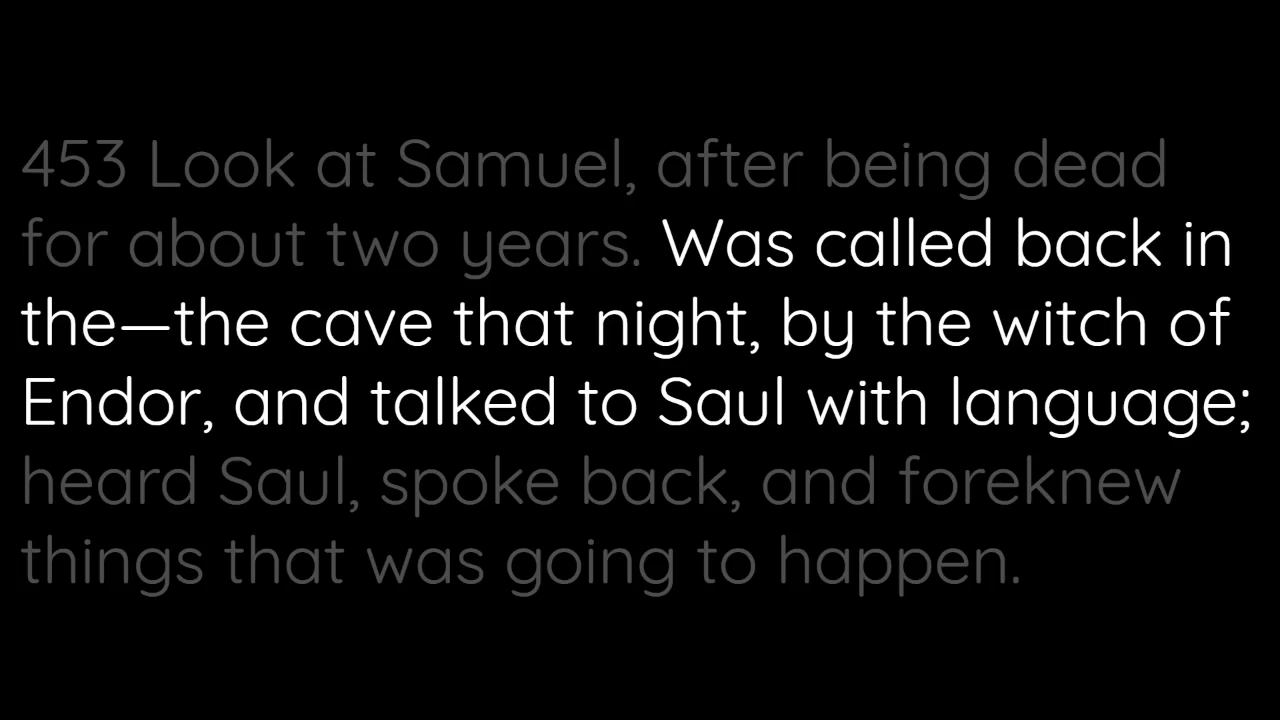 453 Look at Samuel, after being dead
for about two years. Was called back in
the—the cave that night, by the witch of
Endor, and talked to Saul with language;
heard Saul, spoke back, and foreknew
things that was going to happen.